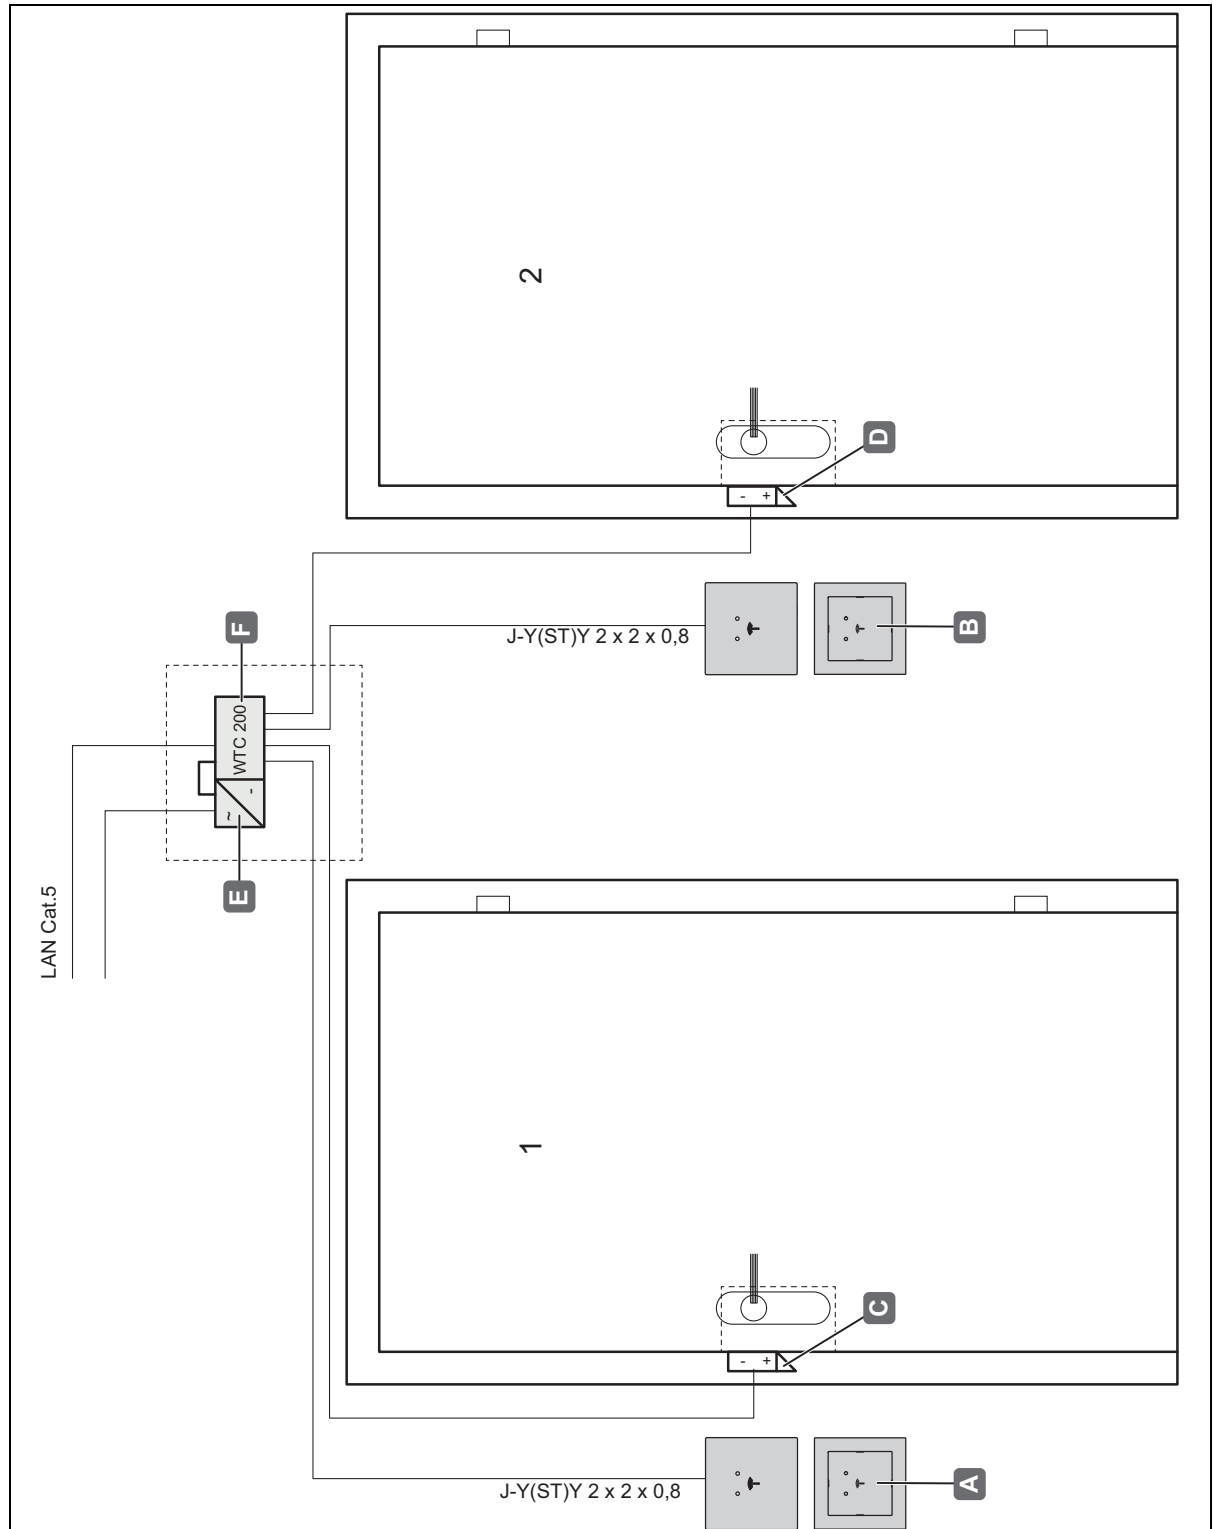 2
D
- +
F
J-Y(ST)Y 2 x 2 x 0,8
B
WTC 200
~ -
E
LAN Cat.5
1
C
- +
J-Y(ST)Y 2 x 2 x 0,8
A